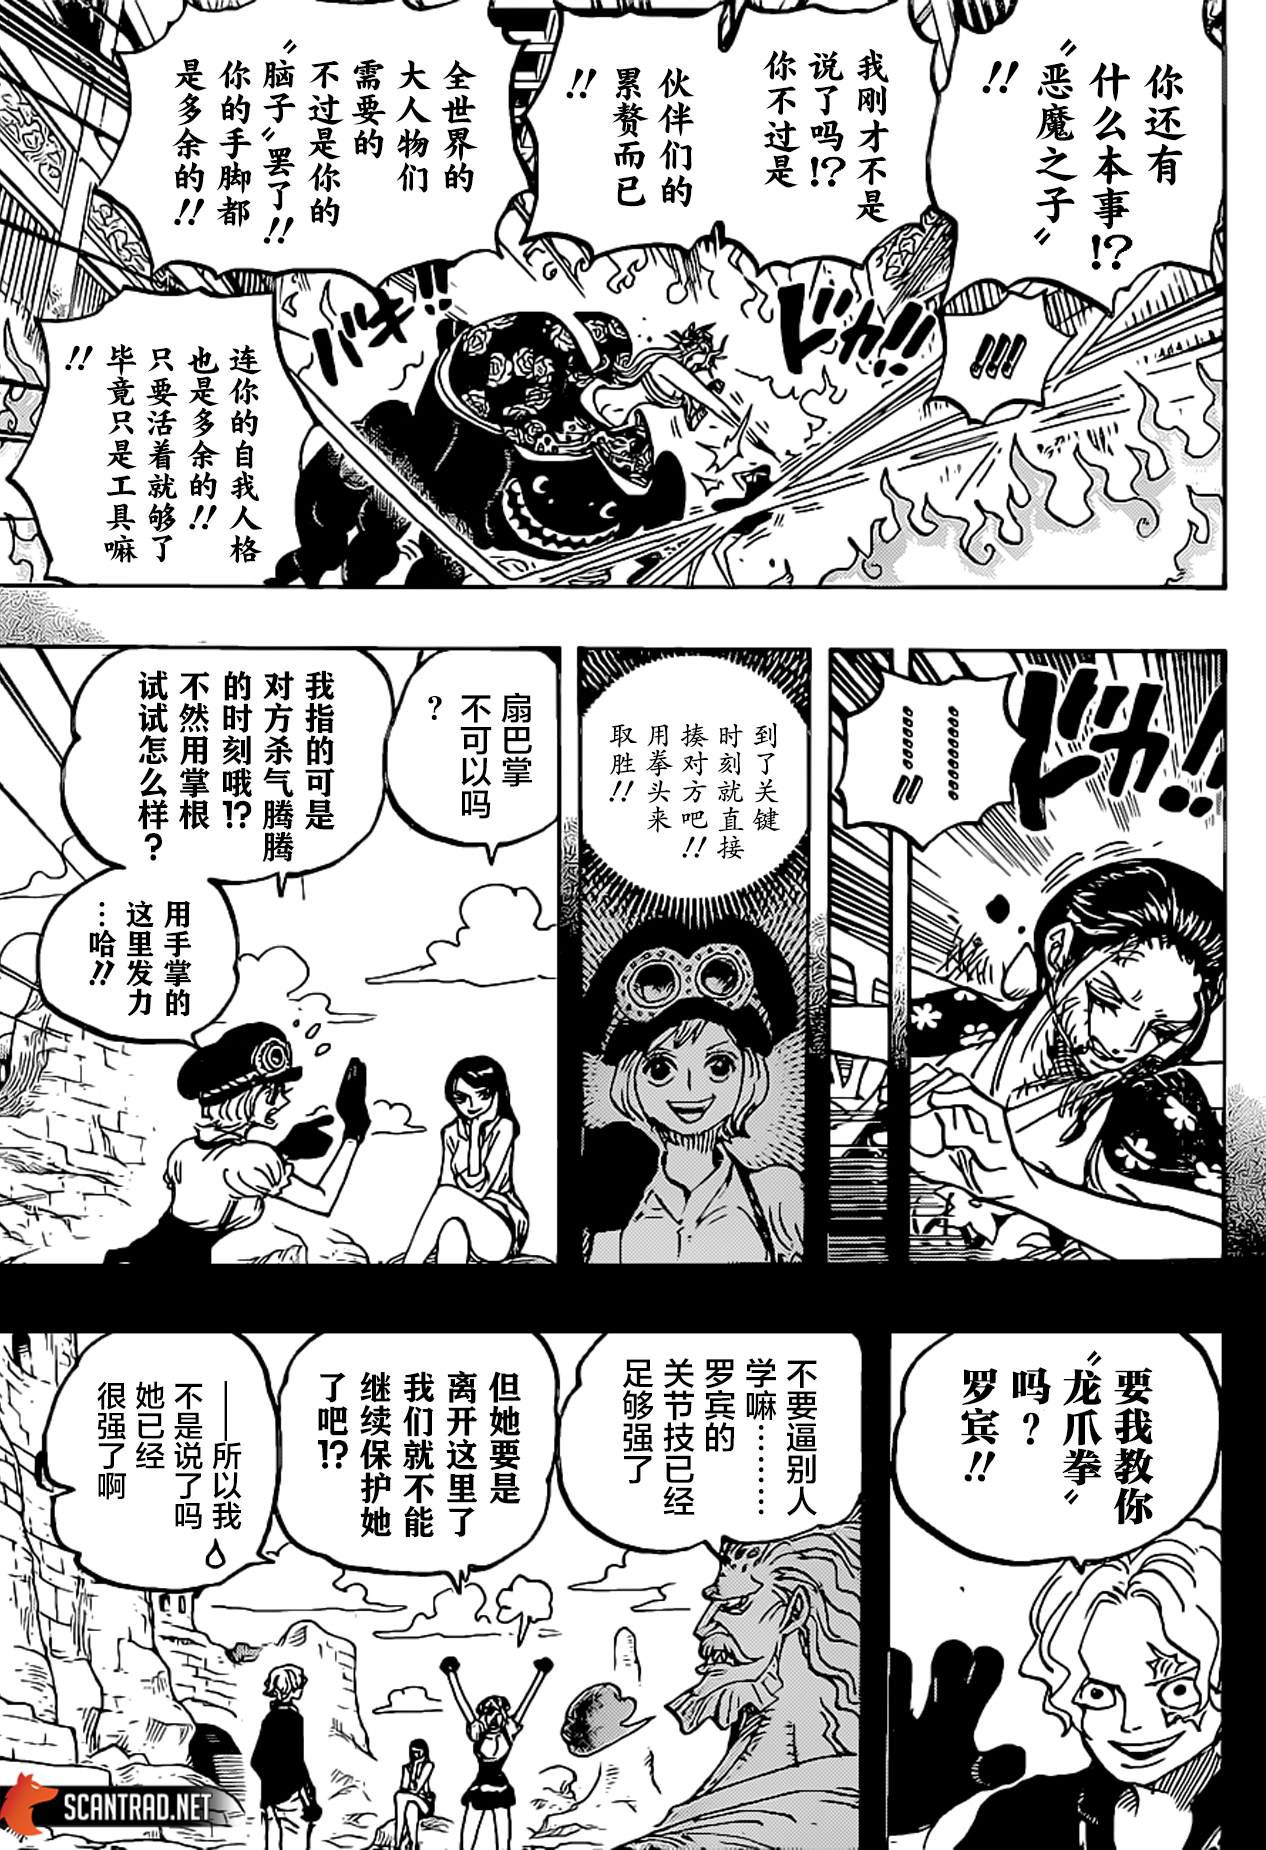 你还有
什么本事!?
〝恶魔之子〟
!!
我刚才不是
说了吗!?
你不过是
伙伴们的
累赘而已
!!
全世界的
大人物们
需要的
不过是你的
〝脑子〟罢了!!
你的手脚都
是多余的!!
!!!
ドカ!!
バキ!!
连你的自我人格
也是多余的!!
只要活着就够了
毕竟只是工具嘛
!!
ドカ!!
…………
………!!
到了关键
时刻就直接
揍对方吧!!
用拳头来
取胜!!
扇巴掌
不可以吗
?
我指的可是
对方杀气腾腾
的时刻哦!?
不然用掌根
试试怎么样?
用手掌的
这里发力
…哈!!
要我教你
〝龙爪拳〟
吗?
罗宾!!
不要逼别人
学嘛………
罗宾的
关节技已经
足够强了
但她要是
离开这里了
我们就不能
继续保护她
了吧!?
——所以我
不是说了吗
她已经
很强了啊
SCANTRAD.NET